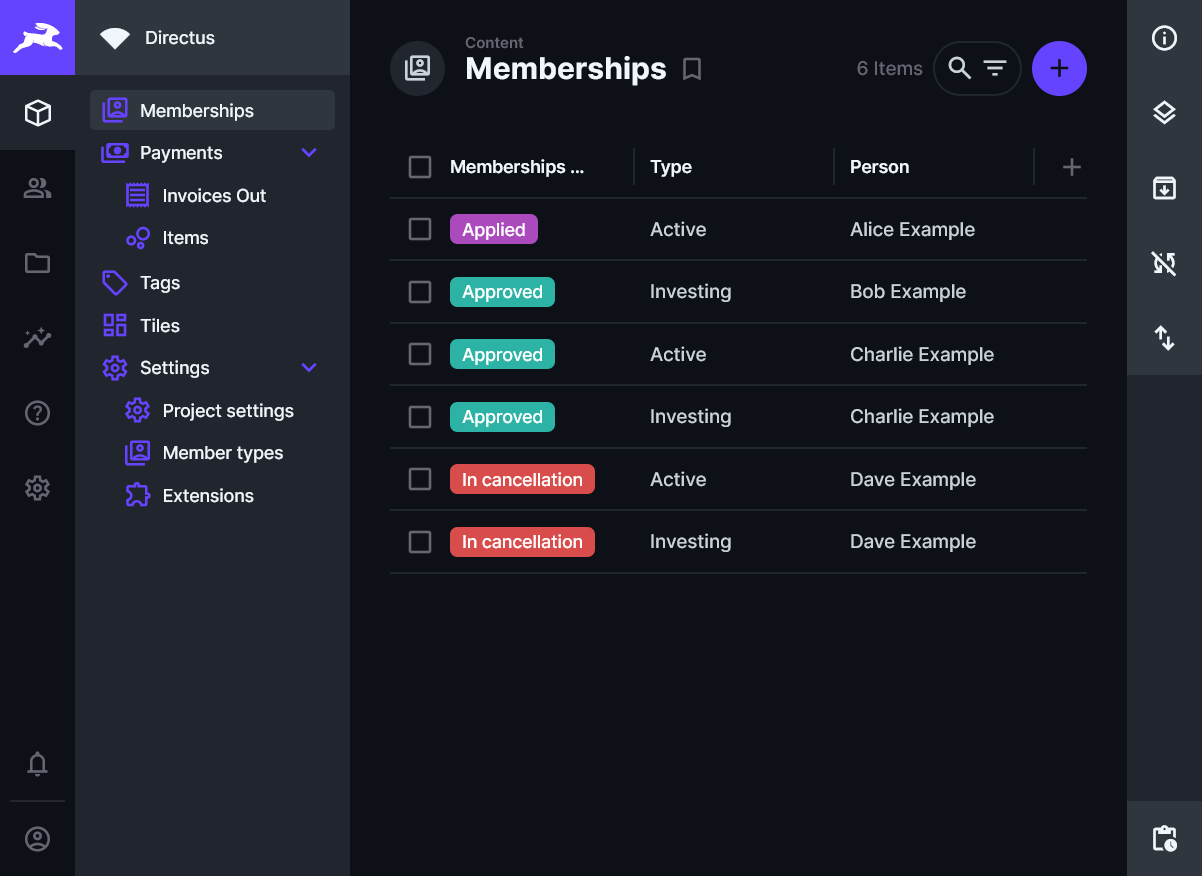 Directus
Memberships
Payments
Invoices Out
Items
Tags
Tiles
Settings
Project settings
Member types
Extensions
Content
Memberships
6 Items
Memberships ... Type Person
Applied Active Alice Example
Approved Investing Bob Example
Approved Active Charlie Example
Approved Investing Charlie Example
In cancellation Active Dave Example
In cancellation Investing Dave Example